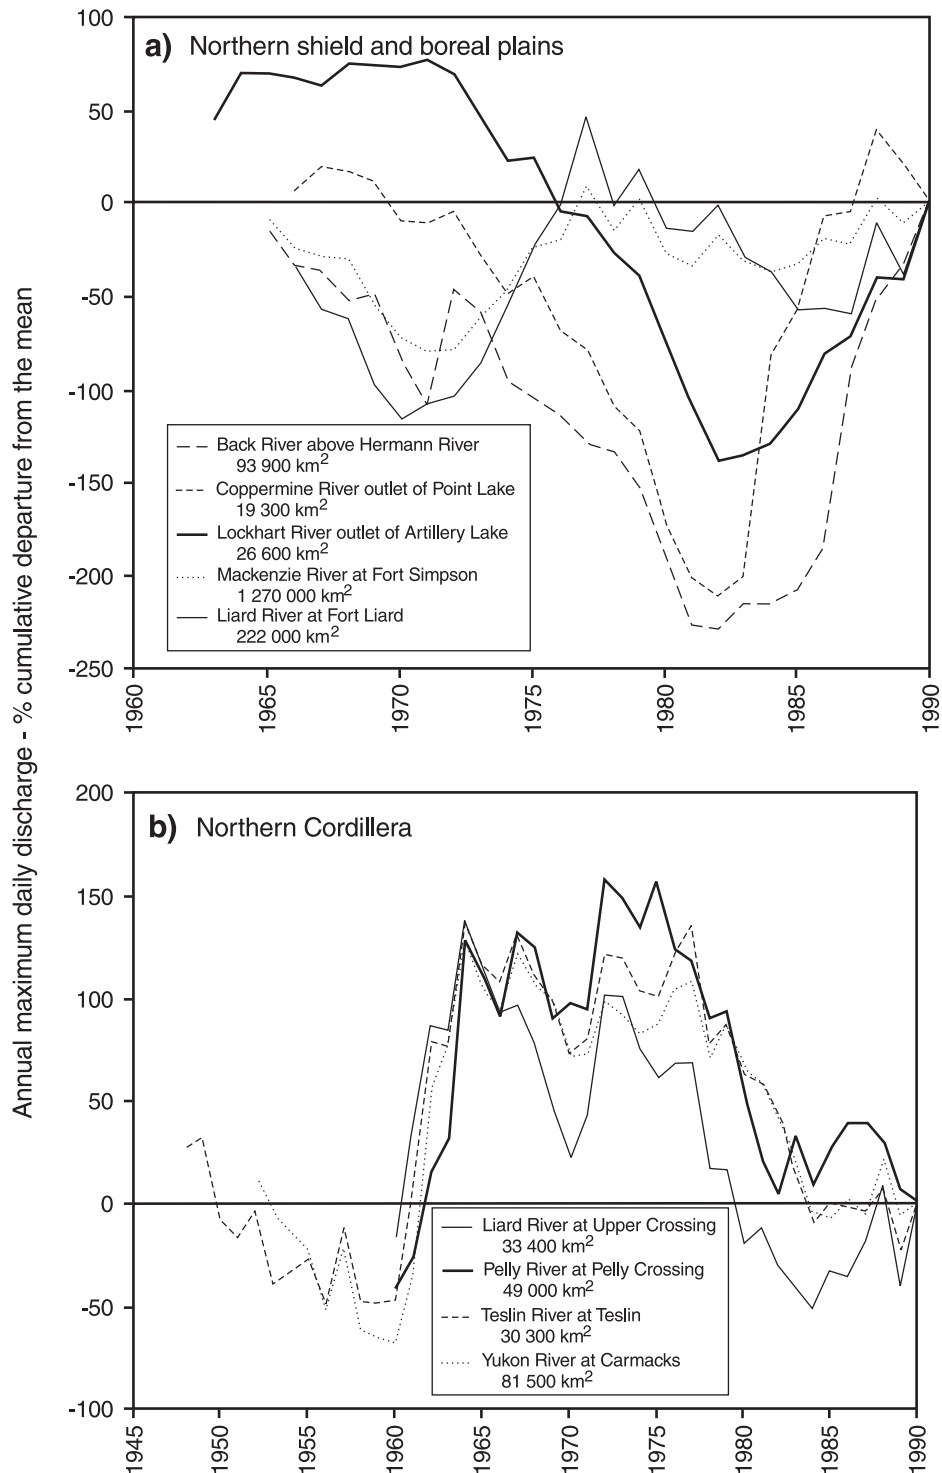 Annual maximum daily discharge - % cumulative departure from the mean
a) Northern shield and boreal plains
100
50
0
-50
-100
-150
-200
-250
Back River above Hermann River
93 900 km²
Coppermine River outlet of Point Lake
19 300 km²
Lockhart River outlet of Artillery Lake
26 600 km²
Mackenzie River at Fort Simpson
1 270 000 km²
Liard River at Fort Liard
222 000 km²
1960
1965
1970
1975
1980
1985
1990
b) Northern Cordillera
200
150
100
50
0
-50
-100
Liard River at Upper Crossing
33 400 km²
Pelly River at Pelly Crossing
49 000 km²
Teslin River at Teslin
30 300 km²
Yukon River at Carmacks
81 500 km²
1945
1950
1955
1960
1965
1970
1975
1980
1985
1990